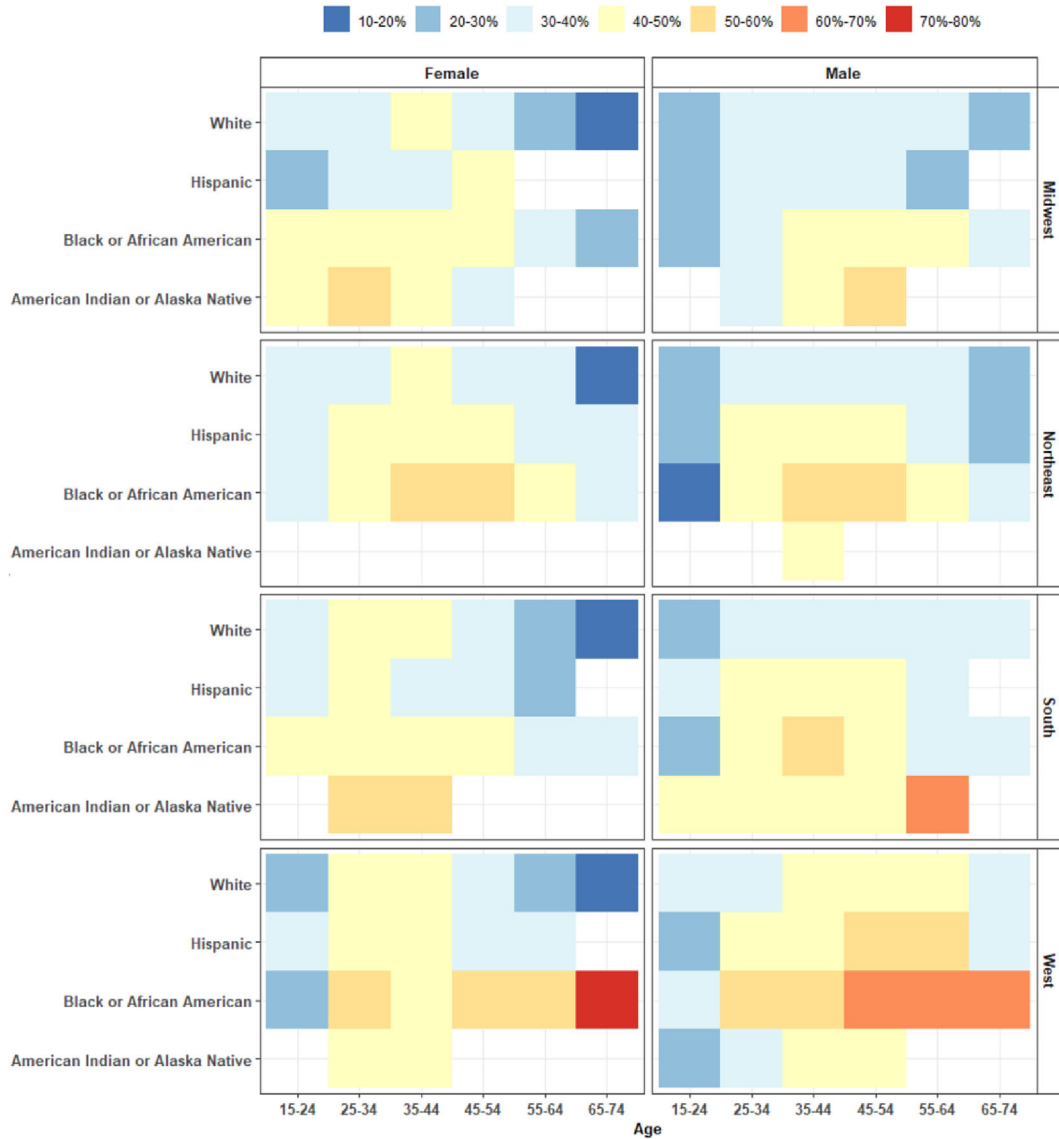 10-20% 20-30% 30-40% 40-50% 50-60% 60%-70% 70%-80%
Female Male
White
Hispanic
Black or African American
American Indian or Alaska Native
Midwest
White
Hispanic
Black or African American
American Indian or Alaska Native
Northeast
White
Hispanic
Black or African American
American Indian or Alaska Native
South
White
Hispanic
Black or African American
American Indian or Alaska Native
West
15-24 25-34 35-44 45-54 55-64 65-74 15-24 25-34 35-44 45-54 55-64 65-74
Age